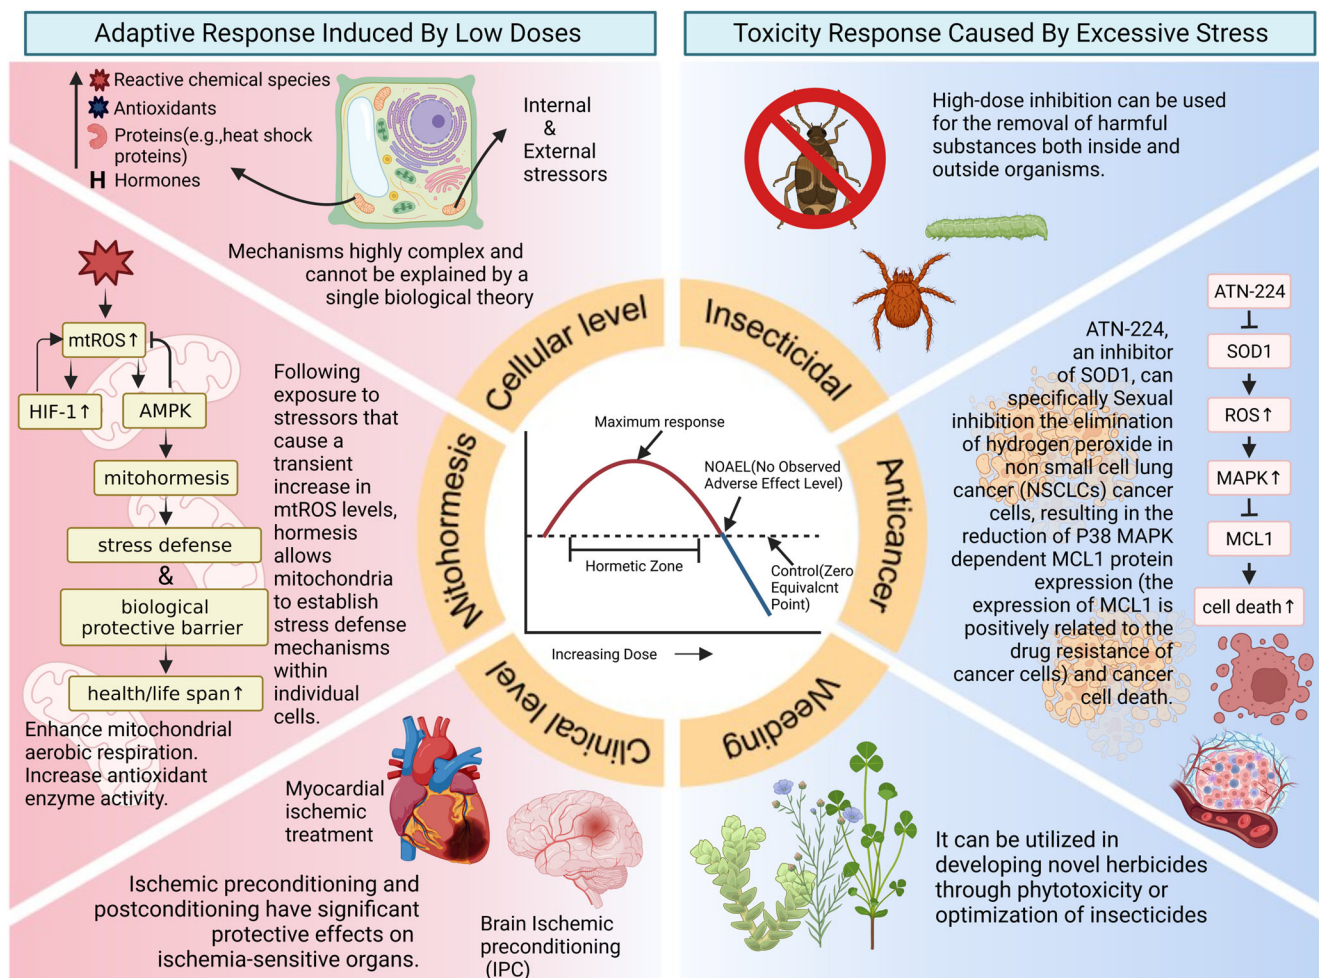 Adaptive Response Induced By Low Doses
Toxicity Response Caused By Excessive Stress
Reactive chemical species
Antioxidants
Proteins(e.g.,heat shock
proteins)
H Hormones
Internal
&
External
stressors
Mechanisms highly complex and
cannot be explained by a
single biological theory
High-dose inhibition can be used
for the removal of harmful
substances both inside and
outside organisms.
mtROS↑
HIF-1↑
AMPK
mitohormesis
stress defense
&
biological
protective barrier
health/life span↑
Enhance mitochondrial
aerobic respiration.
Increase antioxidant
enzyme activity.
Following
exposure to
stressors that
cause a
transient
increase in
mtROS levels,
hormesis
allows
mitochondria
to establish
stress defense
mechanisms
within
individual
cells.
Cellular level
Insecticidal
Mitohormesis
Anticancer
Clinical level
Weeding
Maximum response
NOAEL(No Observed
Adverse Effect Level)
Hormetic Zone
Control(Zero
Equivalcnt
Point)
Increasing Dose
ATN-224,
an inhibitor
of SOD1, can
specifically Sexual
inhibition the elimination
of hydrogen peroxide in
non small cell lung
cancer (NSCLCs) cancer
cells, resulting in the
reduction of P38 MAPK
dependent MCL1 protein
expression (the
expression of MCL1 is
positively related to the
drug resistance of
cancer cells) and cancer
cell death.
ATN-224
SOD1
ROS↑
MAPK↑
MCL1
cell death↑
Myocardial
ischemic
treatment
Ischemic preconditioning and
postconditioning have significant
protective effects on
ischemia-sensitive organs.
Brain Ischemic
preconditioning
(IPC)
It can be utilized in
developing novel herbicides
through phytotoxicity or
optimization of insecticides